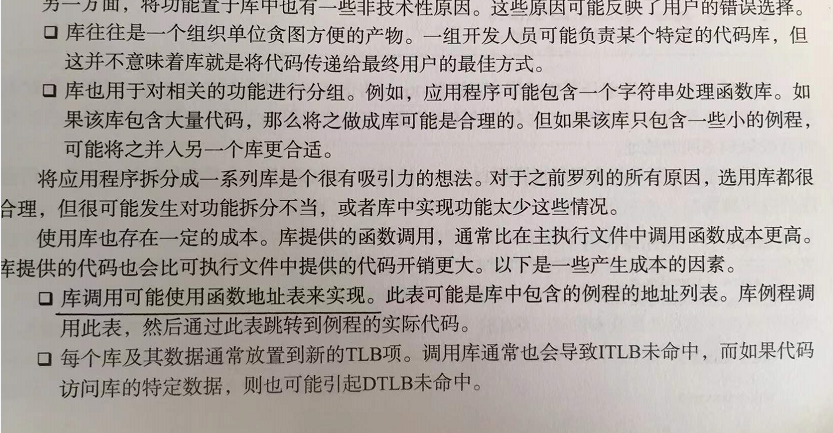 另一方面，将功能置于库中也有一些非技术性原因。这些原因可能反映了用户的错误选择。
□ 库往往是一个组织单位贪图方便的产物。一组开发人员可能负责某个特定的代码库，但
这并不意味着库就是将代码传递给最终用户的最佳方式。
□ 库也用于对相关的功能进行分组。例如，应用程序可能包含一个字符串处理函数库。如
果该库包含大量代码，那么将之做成库可能是合理的。但如果该库只包含一些小的例程，
可能将之并入另一个库更合适。
将应用程序拆分成一系列库是个很有吸引力的想法。对于之前罗列的所有原因，选用库都很
合理，但很可能发生对功能拆分不当，或者库中实现功能太少这些情况。
使用库也存在一定的成本。库提供的函数调用，通常比在主执行文件中调用函数成本更高。
库提供的代码也会比可执行文件中提供的代码开销更大。以下是一些产生成本的因素。
□ 库调用可能使用函数地址表来实现。此表可能是库中包含的例程的地址列表。库例程调
用此表，然后通过此表跳转到例程的实际代码。
□ 每个库及其数据通常放置到新的TLB项。调用库通常也会导致ITLB未命中，而如果代码
访问库的特定数据，则也可能引起DTLB未命中。